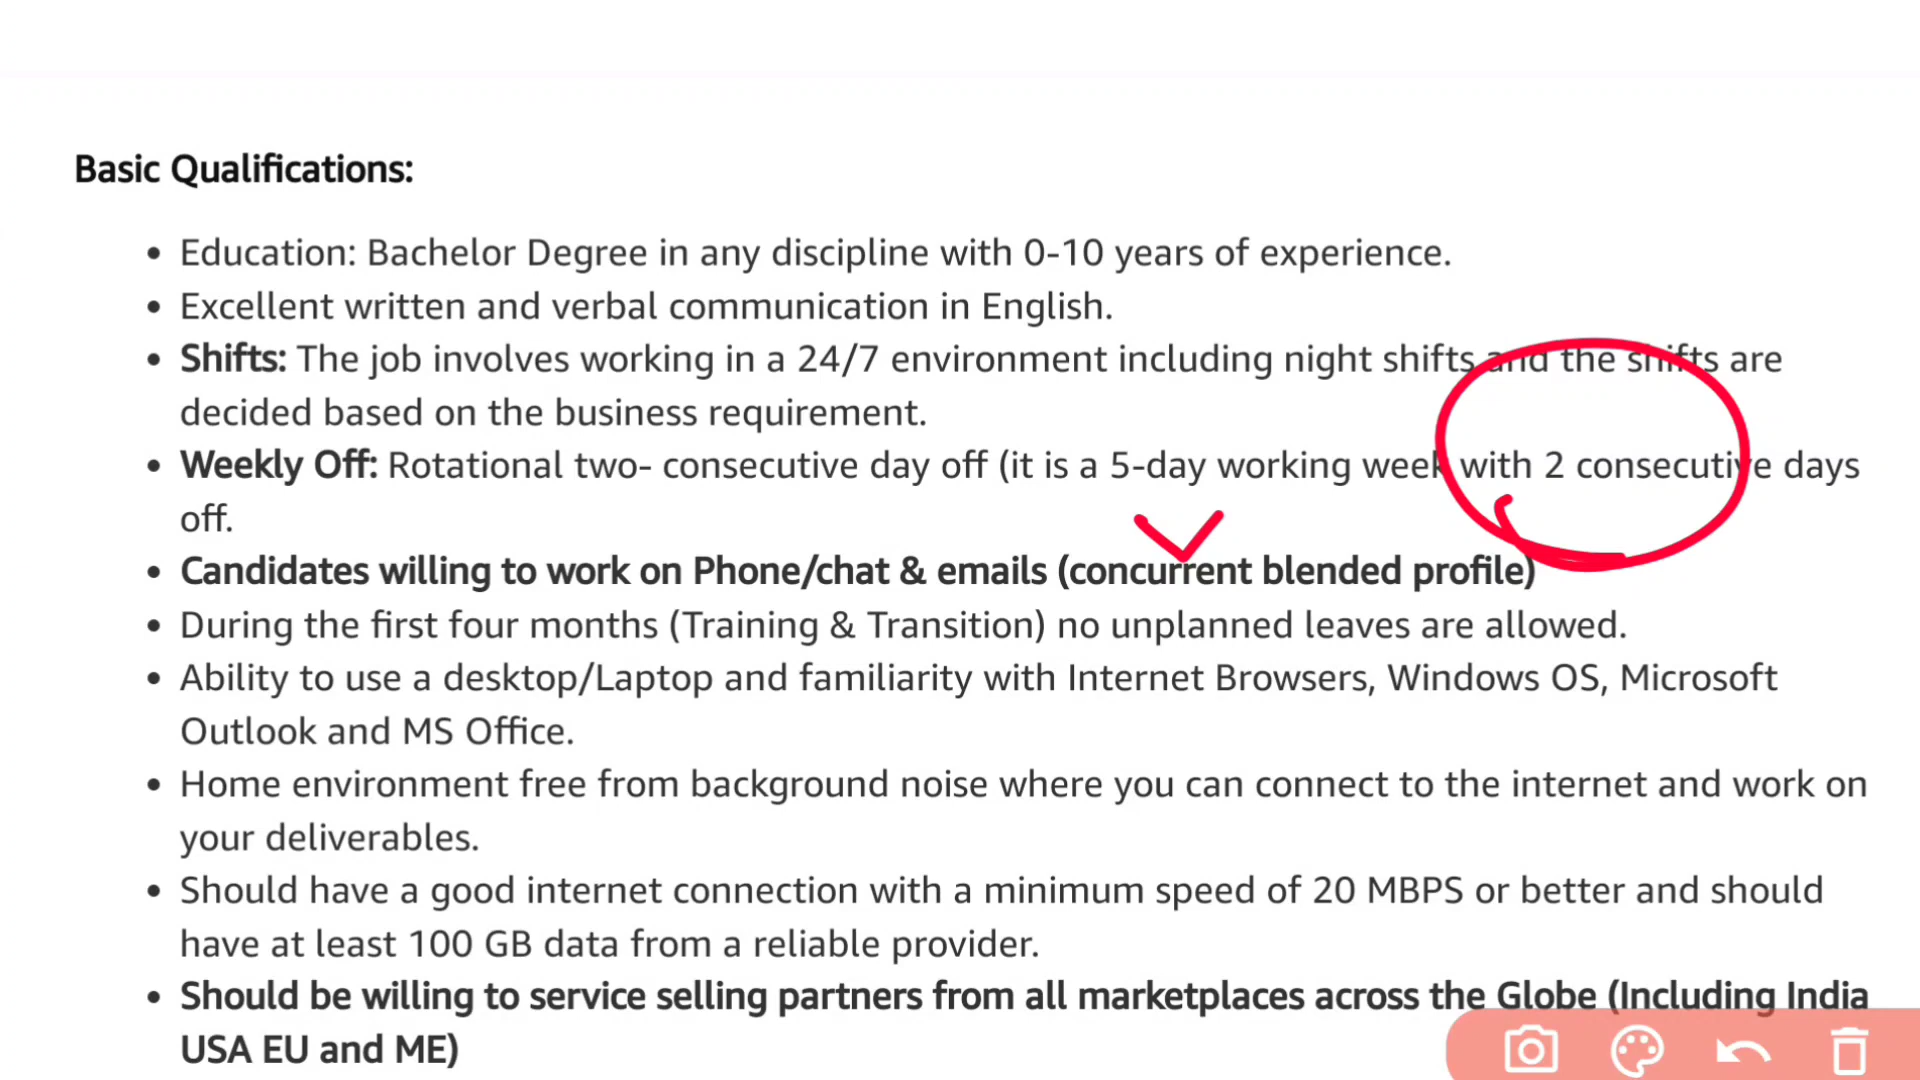 Basic Qualifications:
• Education: Bachelor Degree in any discipline with 0-10 years of experience.
• Excellent written and verbal communication in English.
• Shifts: The job involves working in a 24/7 environment including night shifts and the shifts are
decided based on the business requirement.
• Weekly Off: Rotational two- consecutive day off (it is a 5-day working week with 2 consecutive days
off.
• Candidates willing to work on Phone/chat & emails (concurrent blended profile)
• During the first four months (Training & Transition) no unplanned leaves are allowed.
• Ability to use a desktop/Laptop and familiarity with Internet Browsers, Windows OS, Microsoft
Outlook and MS Office.
• Home environment free from background noise where you can connect to the internet and work on
your deliverables.
• Should have a good internet connection with a minimum speed of 20 MBPS or better and should
have at least 100 GB data from a reliable provider.
• Should be willing to service selling partners from all marketplaces across the Globe (Including India
USA EU and ME)